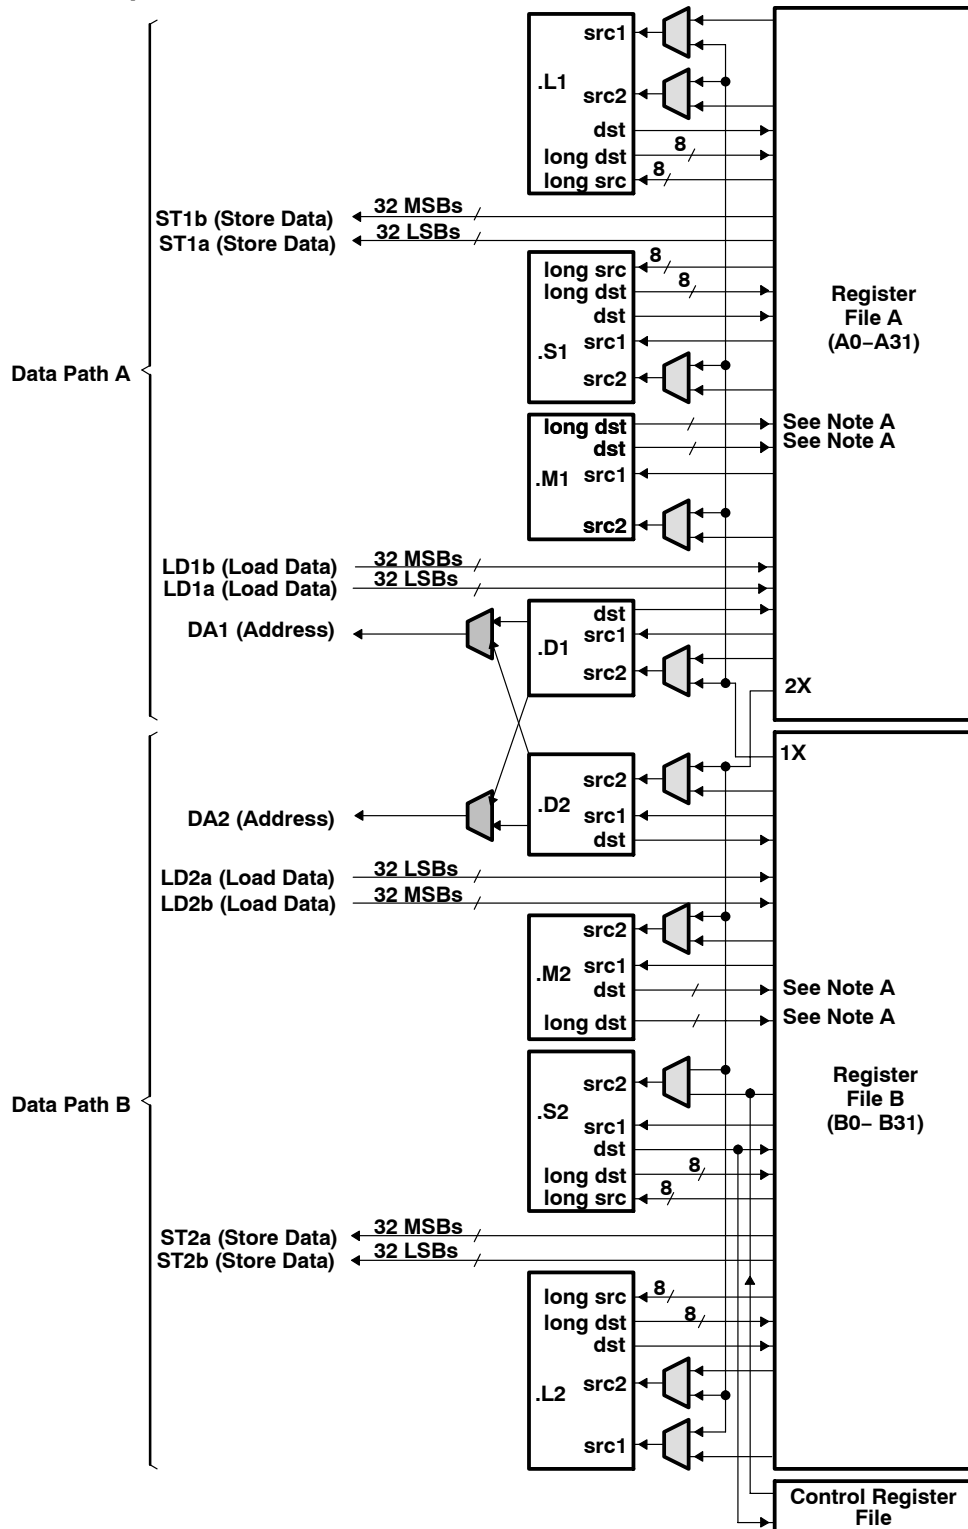 src1
.L1
src2
dst
long dst
8
long src
8
ST1b (Store Data)
32 MSBs
ST1a (Store Data)
32 LSBs
long src
8
long dst
8
dst
.S1
src1
src2
Register
File A
(A0−A31)
Data Path A
long dst
See Note A
dst
See Note A
.M1
src1
src2
LD1b (Load Data)
32 MSBs
LD1a (Load Data)
32 LSBs
DA1 (Address)
dst
src1
.D1
src2
2X
1X
src2
.D2
src1
dst
DA2 (Address)
LD2a (Load Data)
32 LSBs
LD2b (Load Data)
32 MSBs
src2
.M2
src1
dst
See Note A
long dst
See Note A
Data Path B
src2
.S2
src1
dst
long dst
8
long src
8
Register
File B
(B0− B31)
ST2a (Store Data)
32 MSBs
ST2b (Store Data)
32 LSBs
long src
8
long dst
8
dst
.L2
src2
src1
Control Register
File